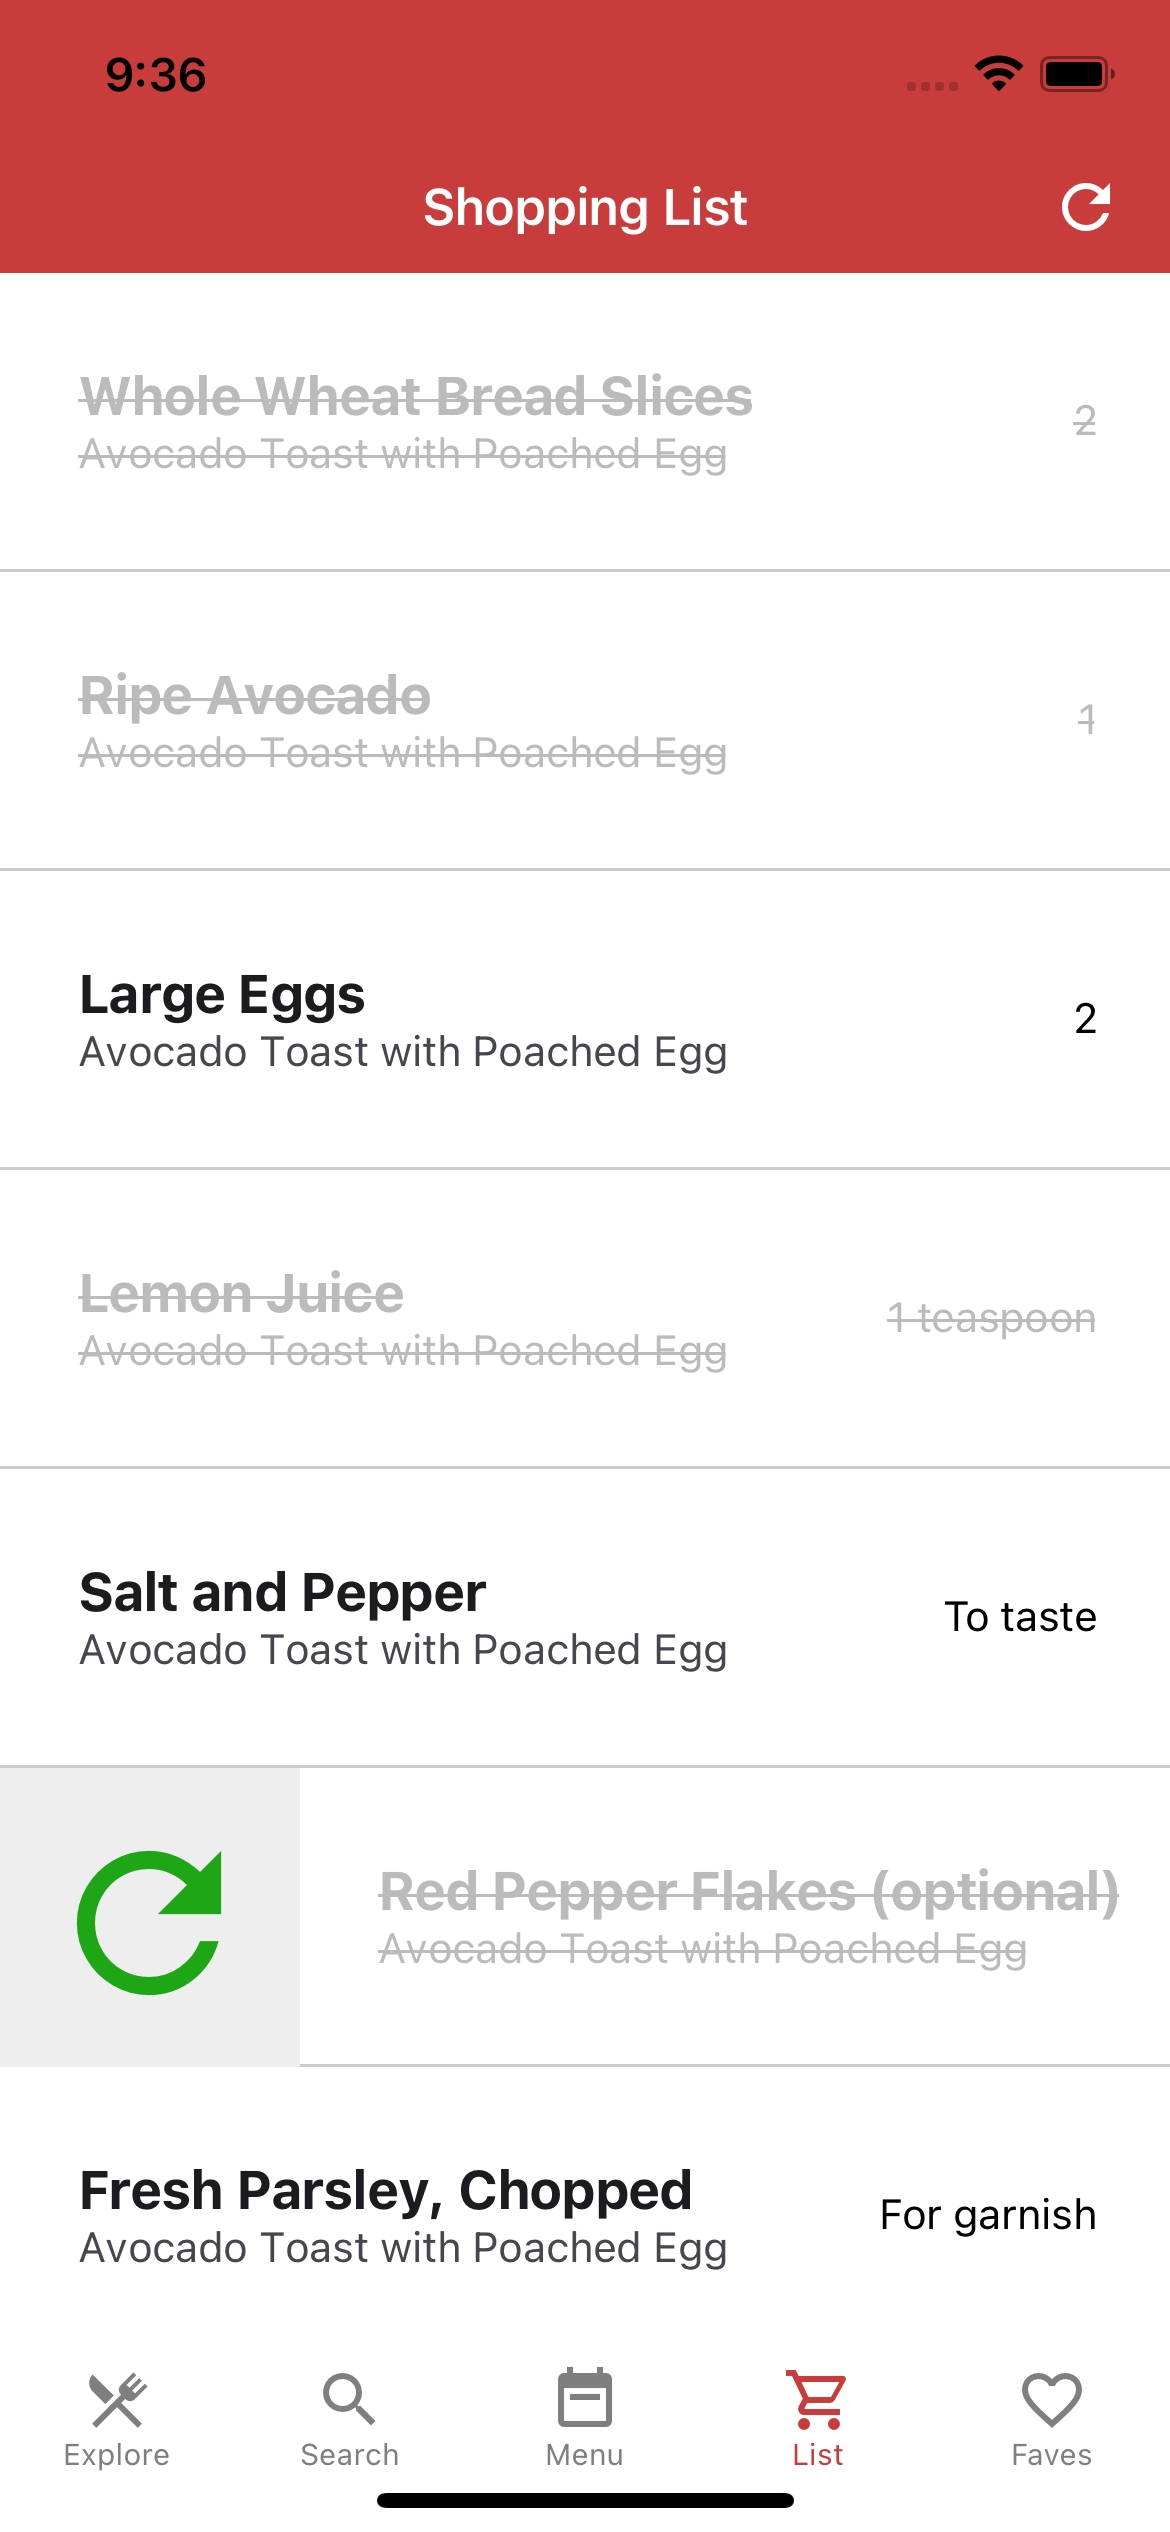 9:36
Shopping List
Whole Wheat Bread Slices
Avocado Toast with Poached Egg
2
Ripe Avocado
Avocado Toast with Poached Egg
1
Large Eggs
Avocado Toast with Poached Egg
2
Lemon Juice
Avocado Toast with Poached Egg
1 teaspoon
Salt and Pepper
Avocado Toast with Poached Egg
To taste
Red Pepper Flakes (optional)
Avocado Toast with Poached Egg
Fresh Parsley, Chopped
Avocado Toast with Poached Egg
For garnish
Explore
Search
Menu
List
Faves